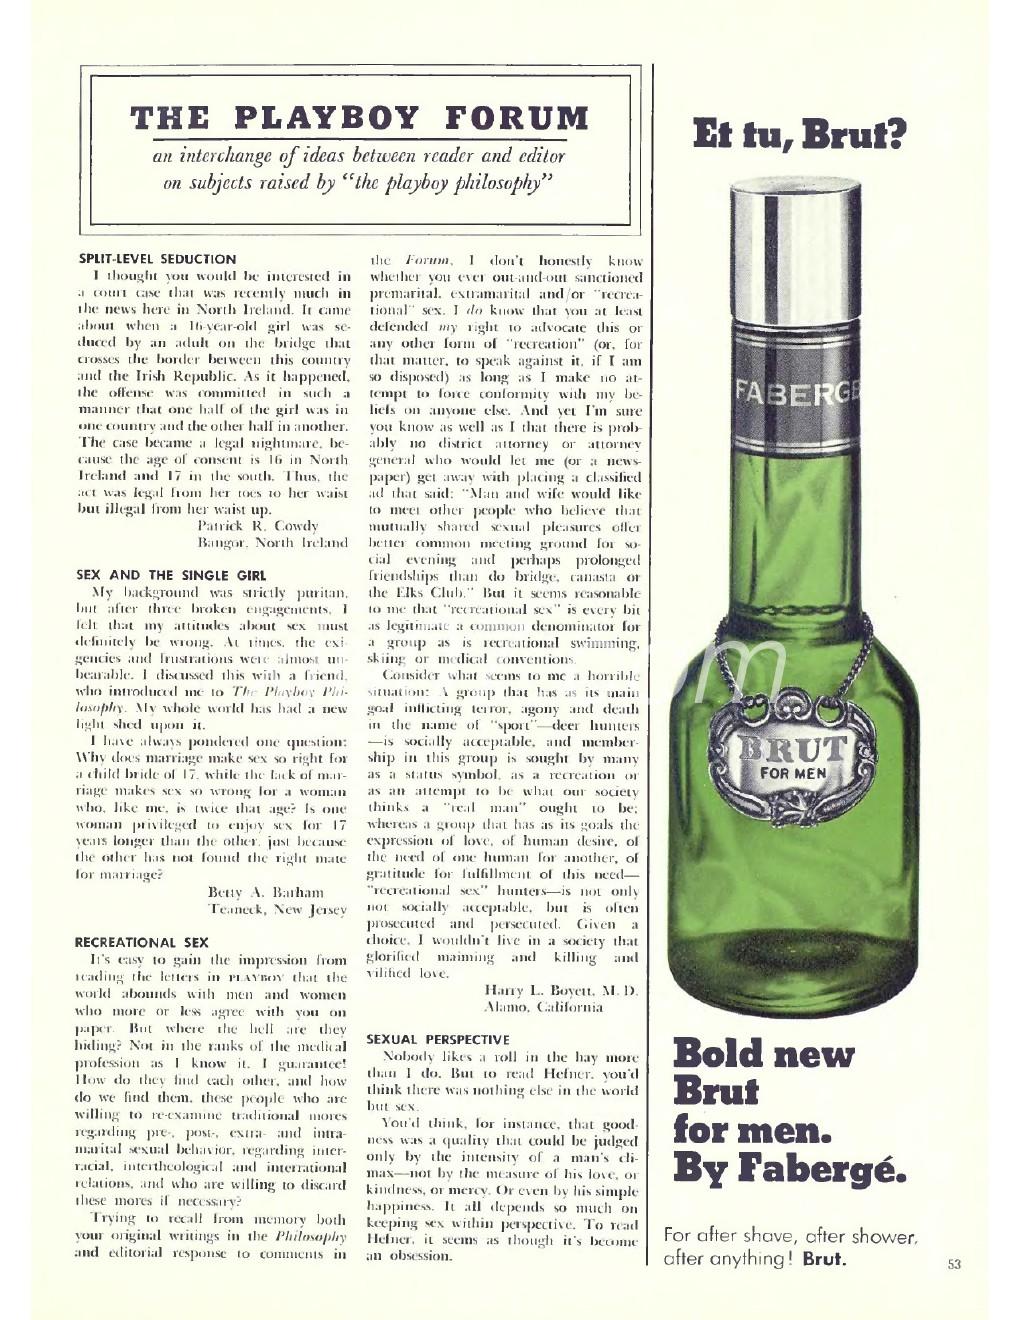 THE PLAYBOY FORUM
an interchange of ideas between reader and editor
on subjects raised by “the playboy philosophy”
SPLIT-LEVEL SEDUCTION
I thought you would be interested in
a court case that was recently much in
the news here in North Ireland. It came
about when a 16-year-old girl was se-
duced by an adult on the bridge that
crosses the border between this country
and the Irish Republic. As it happened,
the offense was committed in such a
manner that one half of the girl was in
one country and the other half in another.
The case became a legal nightmare, be-
cause the age of consent is 16 in North
Ireland and 17 in the south. Thus, the
act was legal from her toes to her waist
but illegal from her waist up.
Patrick R. Cowdy
Bangor, North Ireland
SEX AND THE SINGLE GIRL
My background was strictly puritan,
but after three broken engagements, I
felt that my attitudes about sex must
definitely be wrong. At times, the exi-
gencies and frustrations were almost un-
bearable. I discussed this with a friend,
who introduced me to The Playboy Phi-
losophy. My whole world has had a new
light shed upon it.
I have always pondered one question:
Why does marriage make sex so right for
a child bride of 17, while the lack of mar-
riage makes sex so wrong for a woman
who, like me, is twice that age? Is one
woman privileged to enjoy sex for 17
years longer than the other, just because
the other has not found the right mate
for marriage?
Betty A. Barham
Teaneck, New Jersey
RECREATIONAL SEX
It’s easy to gain the impression from
reading the letters in PLAYBOY that the
world abounds with men and women
who more or less agree with you on
paper. But where the hell are they
hiding? Not in the ranks of the medical
profession as I know it, I guarantee!
How do they find each other, and how
do we find them, these people who are
willing to re-examine traditional mores
regarding pre-, post-, extra- and intra-
marital sexual behavior, regarding inter-
racial, intertheological and international
relations, and who are willing to discard
these mores if necessary?
Trying to recall from memory both
your original writings in the Philosophy
and editorial response to comments in
the Forum, I don’t honestly know
whether you ever out-and-out sanctioned
premarital, extramarital and/or “recrea-
tional” sex. I do know that you at least
defended my right to advocate this or
any other form of “recreation” (or, for
that matter, to speak against it, if I am
so disposed) as long as I make no at-
tempt to force conformity with my be-
liefs on anyone else. And yet I’m sure
you know as well as I that there is prob-
ably no district attorney or attorney
general who would let me (or a news-
paper) get away with placing a classified
ad that said: “Man and wife would like
to meet other people who believe that
mutually shared sexual pleasures offer
better common meeting ground for so-
cial evening and perhaps prolonged
friendships than do bridge, canasta or
the Elks Club.” But it seems reasonable
to me that “recreational sex” is every bit
as legitimate a common denominator for
a group as is recreational swimming,
skiing or medical conventions.
Consider what seems to me a horrible
situation: A group that has as its main
goal inflicting terror, agony and death
in the name of “sport”—deer hunters
—is socially acceptable, and member-
ship in this group is sought by many
as a status symbol, as a recreation or
as an attempt to be what our society
thinks a “real man” ought to be;
whereas a group that has as its goals the
expression of love, of human desire, of
the need of one human for another, of
gratitude for fulfillment of this need—
“recreational sex” hunters—is not only
not socially acceptable, but is often
prosecuted and persecuted. Given a
choice, I wouldn’t live in a society that
glorified maiming and killing and
vilified love.
Harry L. Boyett, M. D.
Alamo, California
SEXUAL PERSPECTIVE
Nobody likes a roll in the hay more
than I do. But to read Hefner, you’d
think there was nothing else in the world
but sex.
You’d think, for instance, that good-
ness was a quality that could be judged
only by the intensity of a man’s cli-
max—not by the measure of his love, or
kindness, or mercy. Or even by his simple
happiness. It all depends so much on
keeping sex within perspective. To read
Hefner, it seems as though it’s become
an obsession.
Et tu, Brut?
FABERGE
BRUT
FOR MEN
Bold new
Brut
for men.
By Fabergé.
For after shave, after shower,
after anything! Brut.
53